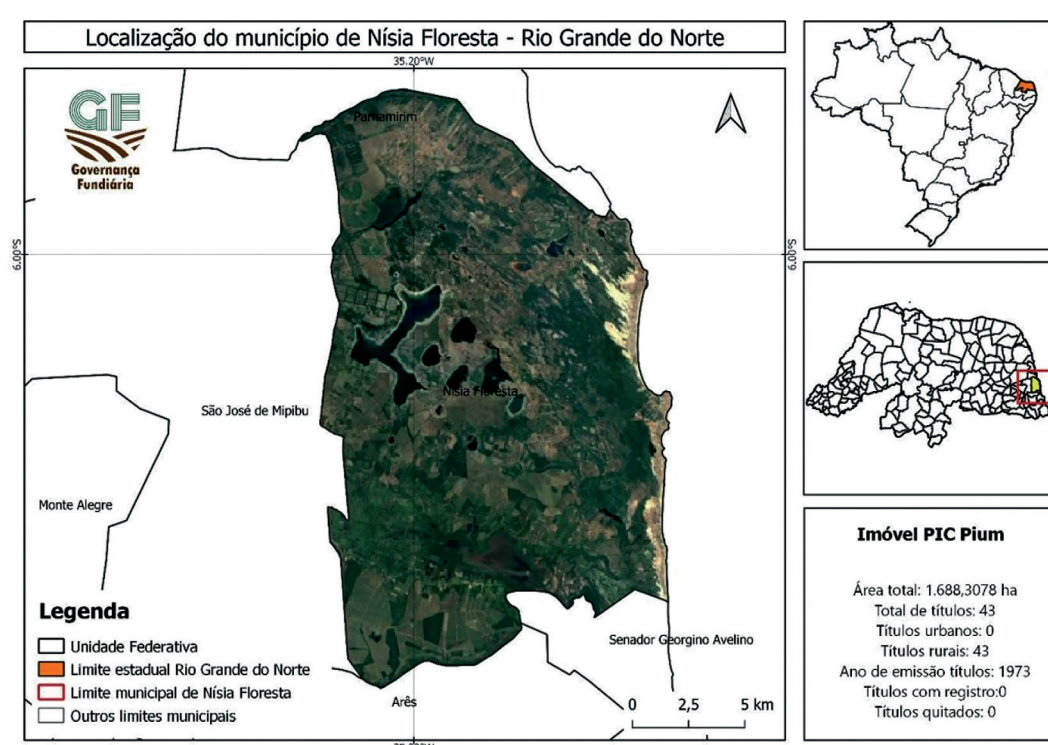 Localização do município de Nísia Floresta - Rio Grande do Norte
35.20°W
GF
Governança
Fundiária
Parnamirim
6.00°S
6.00°S
Nísia Floresta
São José de Mipibu
Monte Alegre
Senador Georgino Avelino
Arês
Legenda
Unidade Federativa
Limite estadual Rio Grande do Norte
Limite municipal de Nísia Floresta
Outros limites municipais
0 2,5 5 km
Imóvel PIC Pium
Área total: 1.688,3078 ha
Total de títulos: 43
Títulos urbanos: 0
Títulos rurais: 43
Ano de emissão títulos: 1973
Títulos com registro:0
Títulos quitados: 0